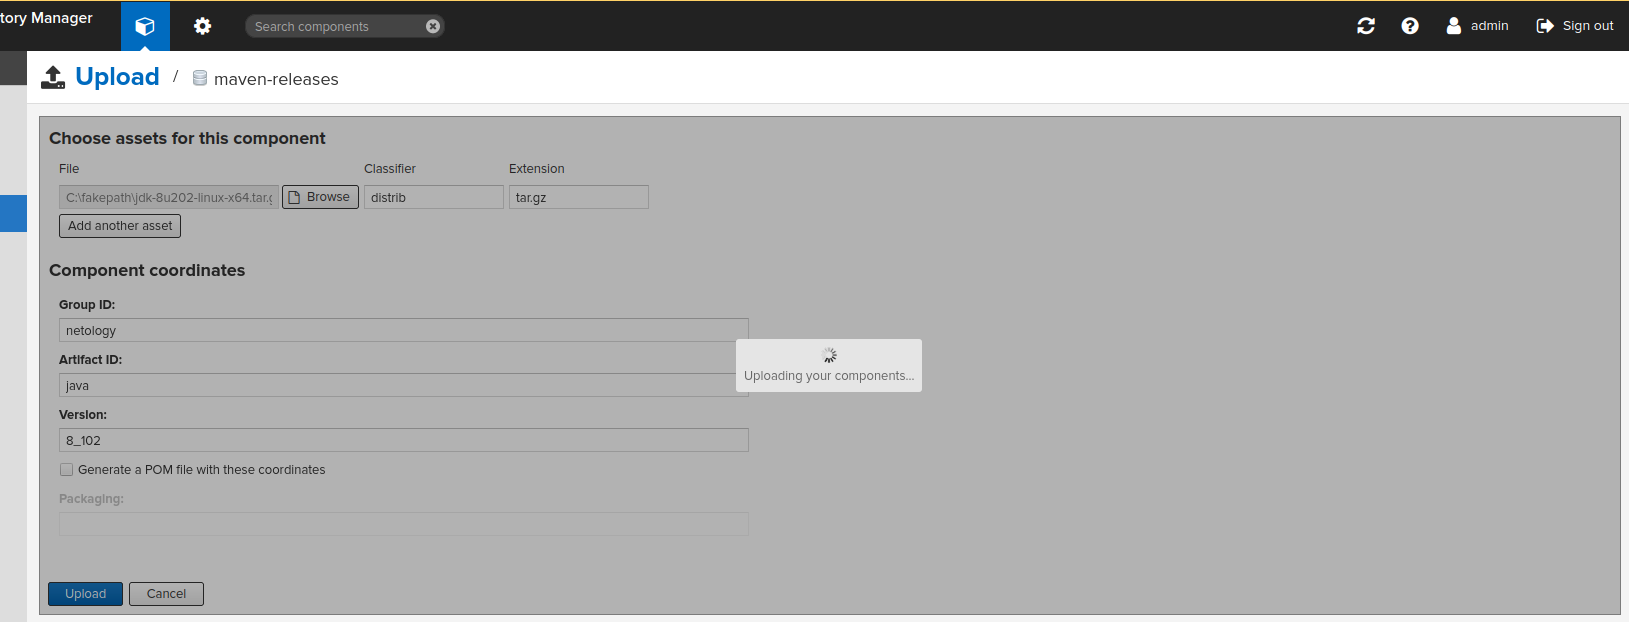 tory Manager
Search components
admin
Sign out
Upload / maven-releases
Choose assets for this component
File Classifier Extension
C:\fakepath\jdk-8u202-linux-x64.tar.g Browse distrib tar.gz
Add another asset
Component coordinates
Group ID:
netology
Artifact ID:
java
Uploading your components...
Version:
8_102
Generate a POM file with these coordinates
Packaging:
Upload Cancel